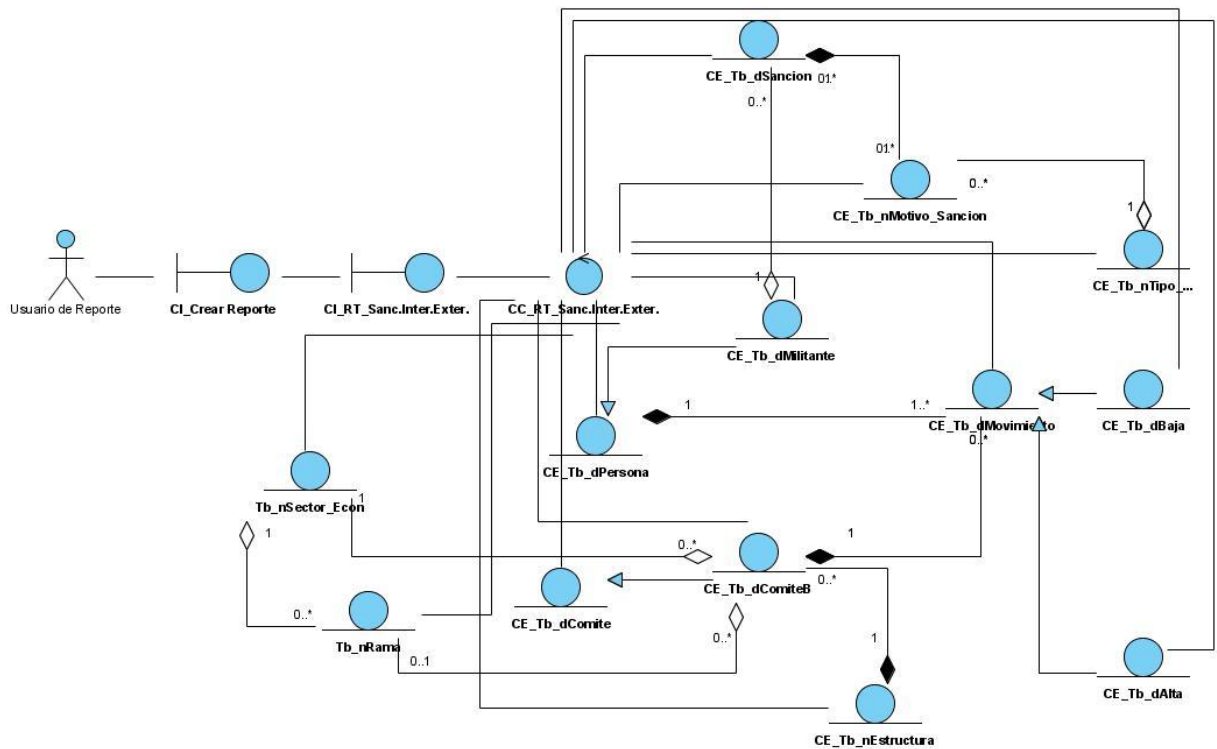 CE_Tb_dSancion
01.*
0..*
01.*
0..*
CE_Tb_nMotivo_Sancion
1
CE_Tb_nTipo_...
1
Usuario de Reporte
CI_Crear Reporte
CI_RT_Sanc.Inter.Exter.
CC_RT_Sanc.Inter.Exter.
CE_Tb_dMilitante
1
1..*
CE_Tb_dMovimiento
CE_Tb_dBaja
0..*
CE_Tb_dPersona
Tb_nSector_Econ
1
1
0..*
1
0..*
CE_Tb_dComiteB
CE_Tb_dComite
0..*
Tb_nRama
0..*
0..1
1
CE_Tb_dAlta
CE_Tb_nEstructura